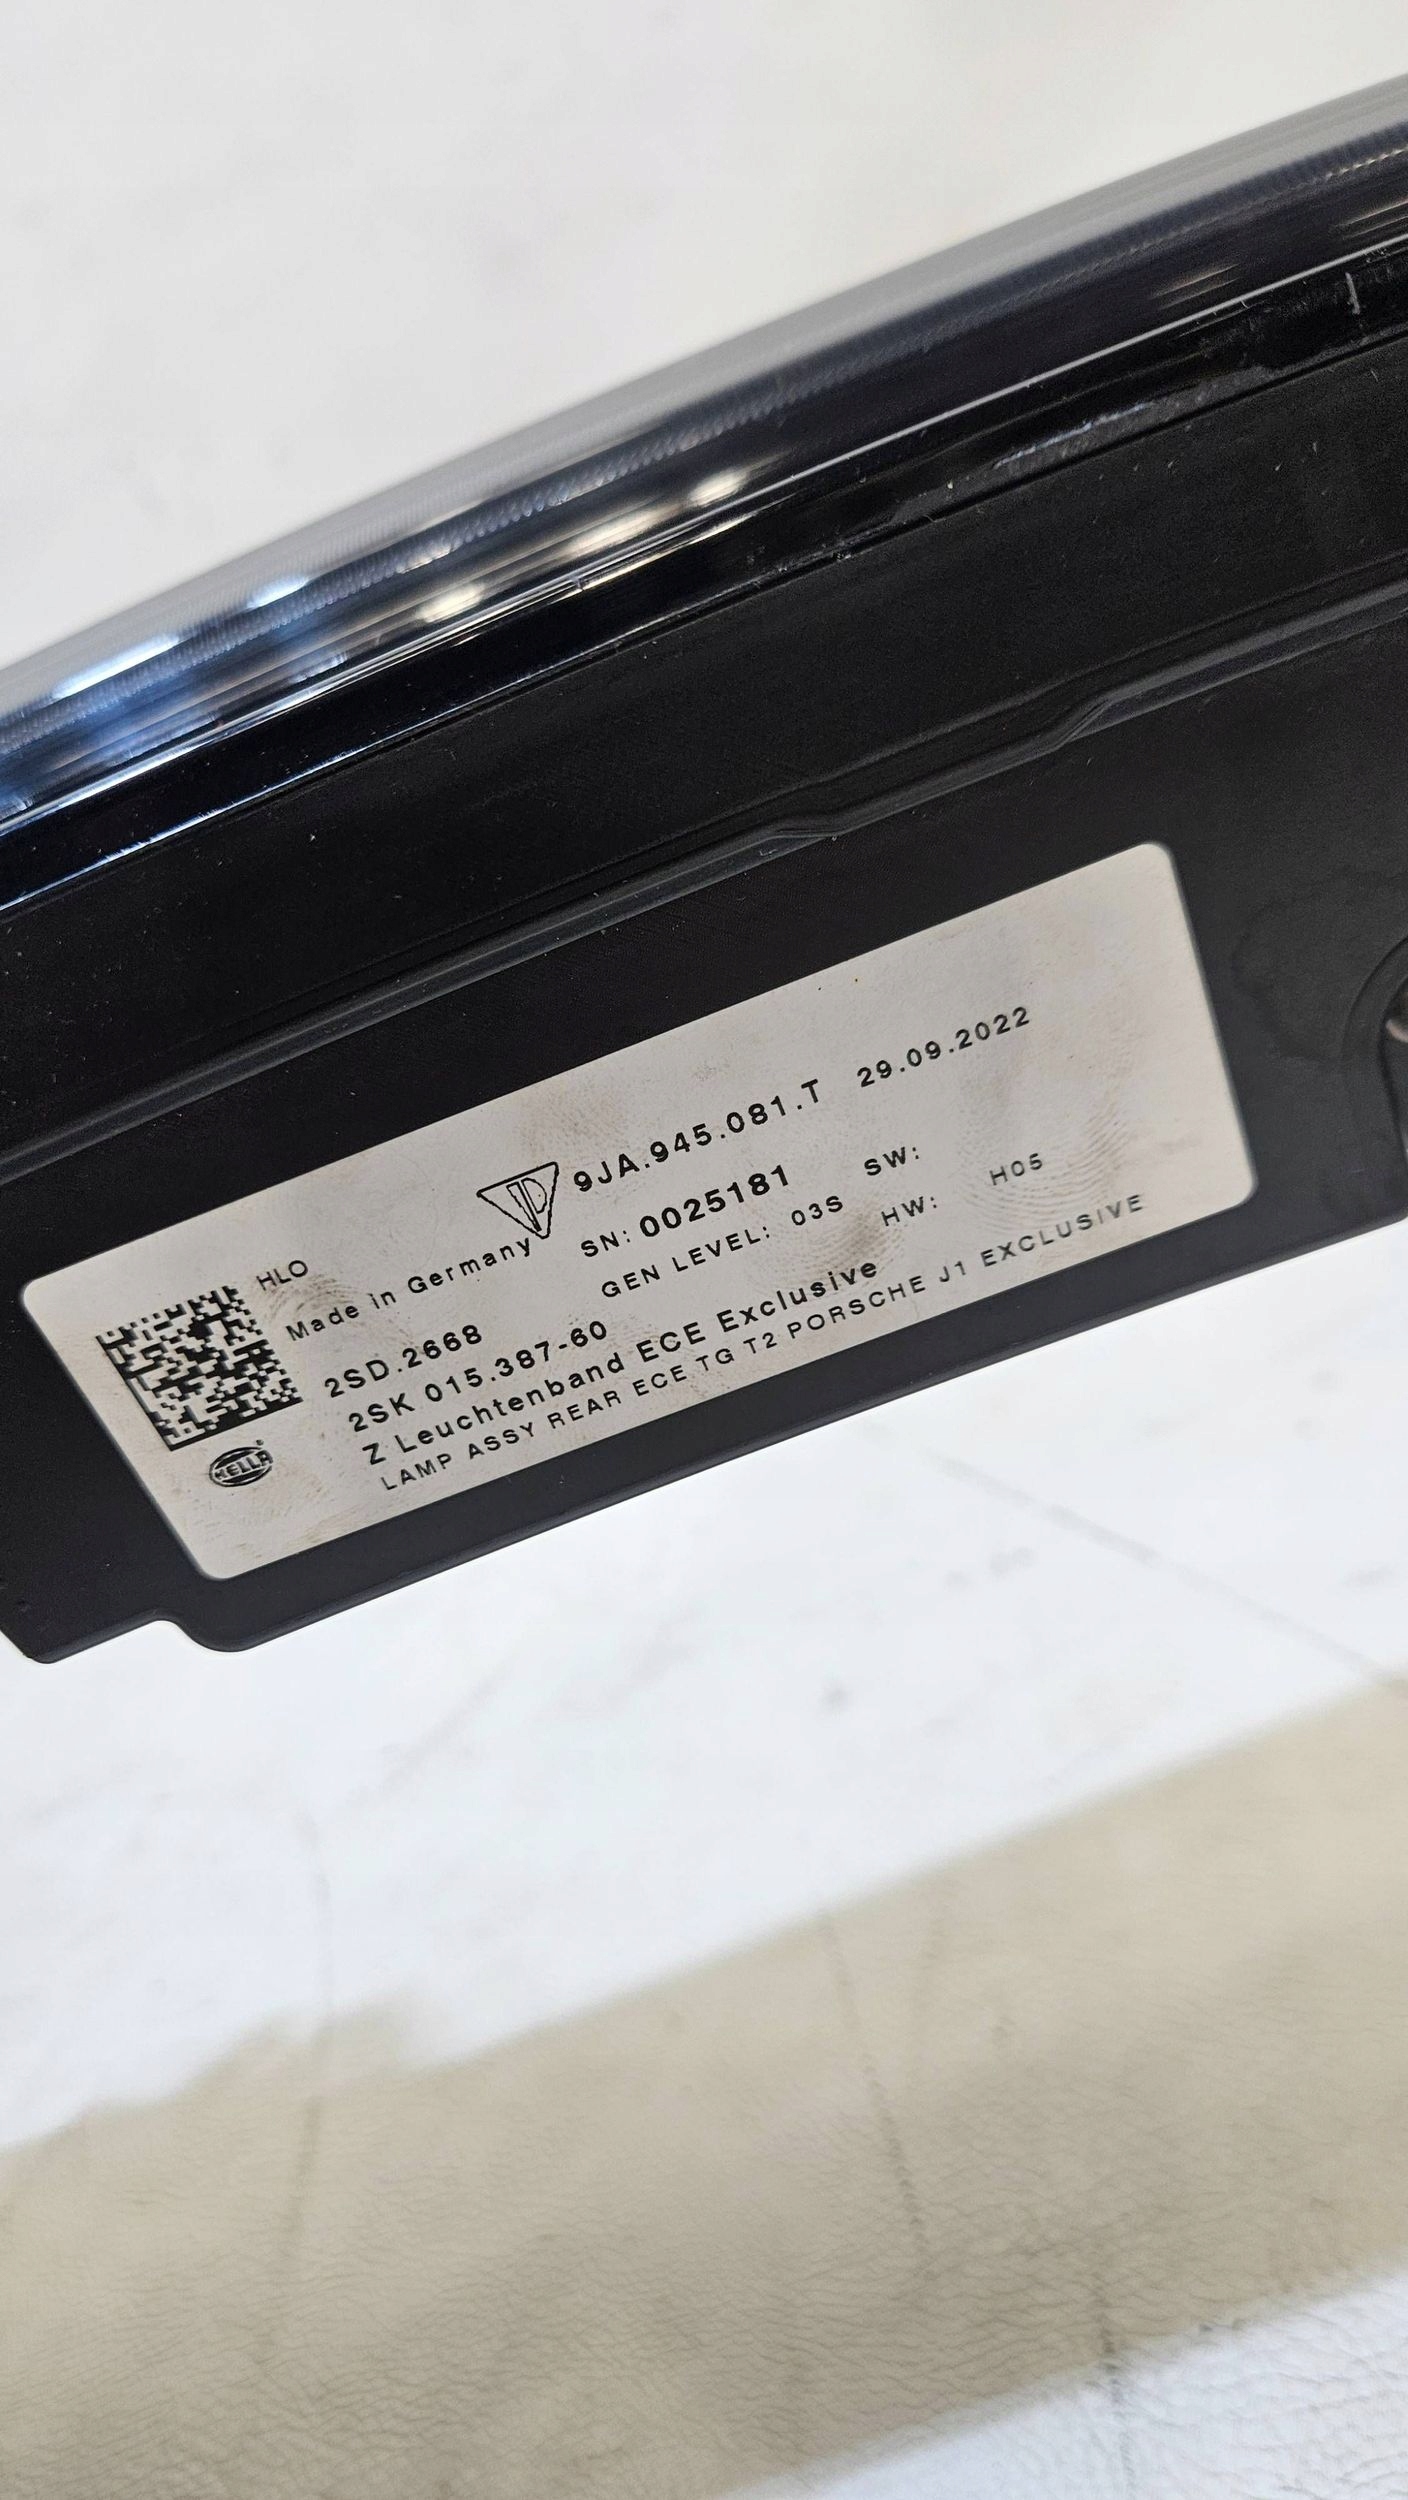 9JA.945.081.T 29.09.2022
HLO
Made in Germany
SN: 0025181 SW:
GEN LEVEL: 03S HW: H05
2SD.2668
2SK 015.387-60
Z Leuchtenband ECE Exclusive
LAMP ASSY REAR ECE TG T2 PORSCHE J1 EXCLUSIVE
HELLA